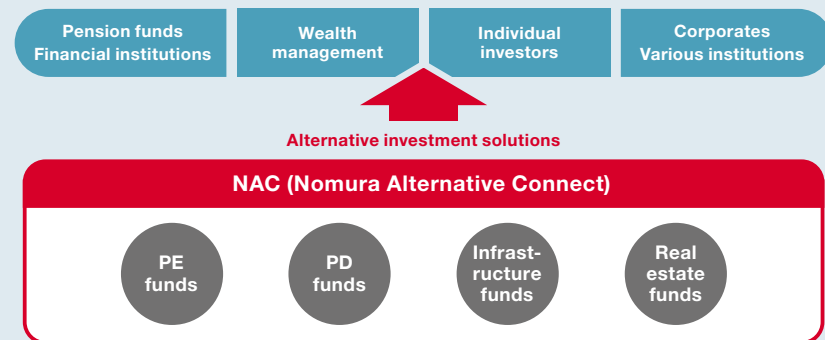 Pension funds
Financial institutions
Wealth
management
Individual
investors
Corporates
Various institutions
Alternative investment solutions
NAC (Nomura Alternative Connect)
PE
funds
PD
funds
Infrast-
ructure
funds
Real
estate
funds